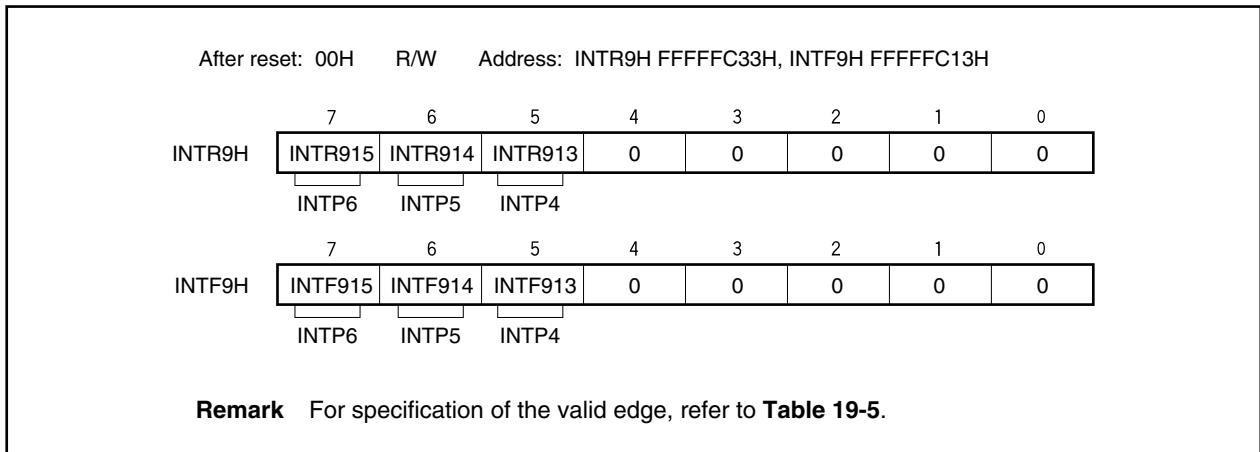 After reset: 00H R/W Address: INTR9H FFFFFC33H, INTF9H FFFFFC13H
7 6 5 4 3 2 1 0
INTR9H INTR915 INTR914 INTR913 0 0 0 0 0
INTP6 INTP5 INTP4
7 6 5 4 3 2 1 0
INTF9H INTF915 INTF914 INTF913 0 0 0 0 0
INTP6 INTP5 INTP4
Remark For specification of the valid edge, refer to Table 19-5.